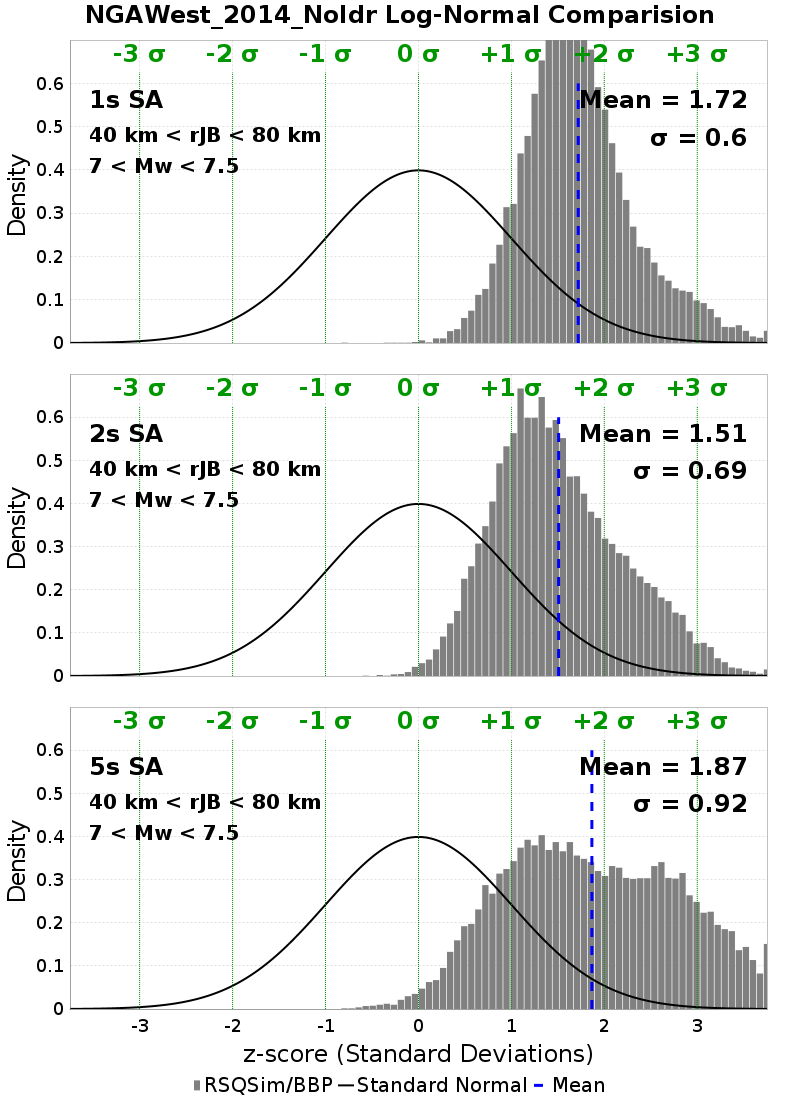 NGAWest_2014_NoIdr Log-Normal Comparision
-3 σ -2 σ -1 σ 0 σ +1 σ +2 σ +3 σ
0.6
1s SA Mean = 1.72
0.5
40 km < rJB < 80 km σ = 0.6
7 < Mw < 7.5
0.4
Density
0.3
0.2
0.1
0
-3 σ -2 σ -1 σ 0 σ +1 σ +2 σ +3 σ
0.6
2s SA Mean = 1.51
0.5
40 km < rJB < 80 km σ = 0.69
7 < Mw < 7.5
0.4
Density
0.3
0.2
0.1
0
-3 σ -2 σ -1 σ 0 σ +1 σ +2 σ +3 σ
0.6
5s SA Mean = 1.87
0.5
40 km < rJB < 80 km σ = 0.92
7 < Mw < 7.5
0.4
Density
0.3
0.2
0.1
0
-3 -2 -1 0 1 2 3
z-score (Standard Deviations)
RSQSim/BBP Standard Normal Mean